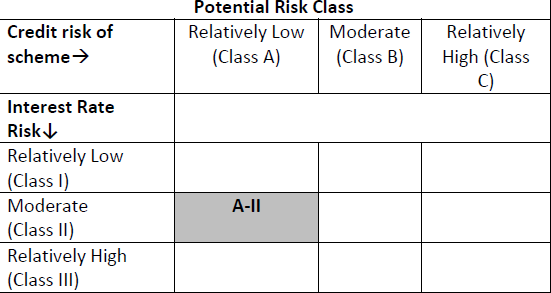 Potential Risk Class
Credit risk of scheme→
Relatively Low (Class A)
Moderate (Class B)
Relatively High (Class C)
Interest Rate Risk↓
Relatively Low (Class I)
Moderate (Class II)
A-II
Relatively High (Class III)